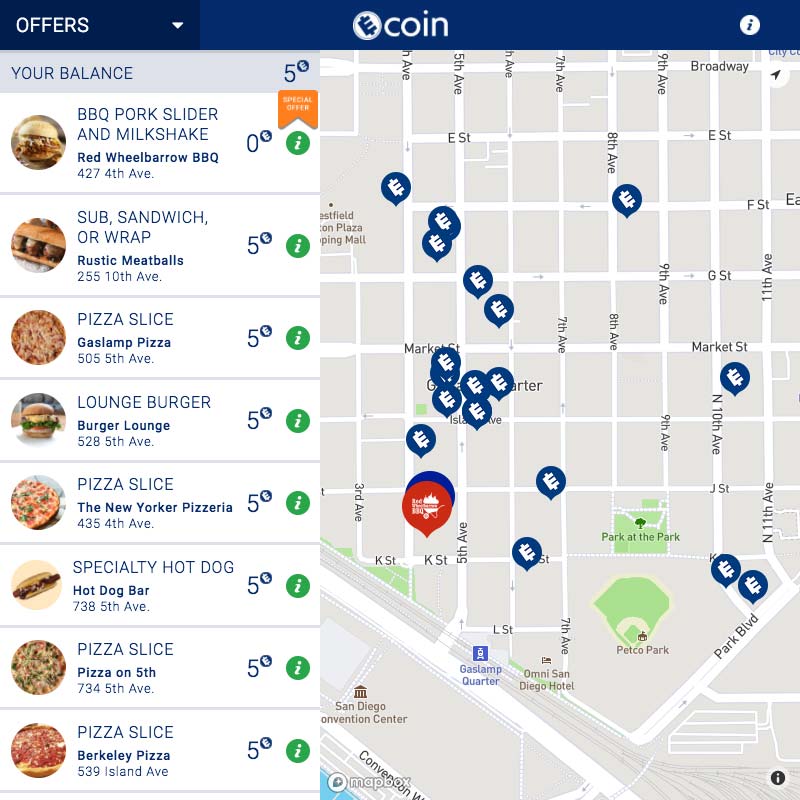 OFFERS
coin
YOUR BALANCE
5
SPECIAL
OFFER
BBQ PORK SLIDER
AND MILKSHAKE
Red Wheelbarrow BBQ
427 4th Ave.
0
SUB, SANDWICH,
OR WRAP
Rustic Meatballs
255 10th Ave.
5
PIZZA SLICE
Gaslamp Pizza
505 5th Ave.
5
LOUNGE BURGER
Burger Lounge
528 5th Ave.
5
PIZZA SLICE
The New Yorker Pizzeria
435 4th Ave.
5
SPECIALTY HOT DOG
Hot Dog Bar
738 5th Ave.
5
PIZZA SLICE
Pizza on 5th
734 5th Ave.
5
PIZZA SLICE
Berkeley Pizza
539 Island Ave
5
h Ave
5th Ave
h Ave
7th Ave
9th Ave
Broadway
City C
E St
8th Ave
E St
F St
Ea
estfield
ton Plaza
pping Mall
9th Ave
G St
11th Ave
7th Ave
8th Ave
Market St
Market St
G
arter
Isla
ve
N 10th Ave
9th Ave
t
J St
3rd Ave
5th Ave
N 11th Ave
Red
Wheelbarrow
BBQ
Park at the Park
K St
K St
St
K
L St
7th Ave
Petco Park
Park Blvd
Gaslamp
Quarter
Omni San
Diego Hotel
San Diego
onvention Center
Convention Way
mapbox